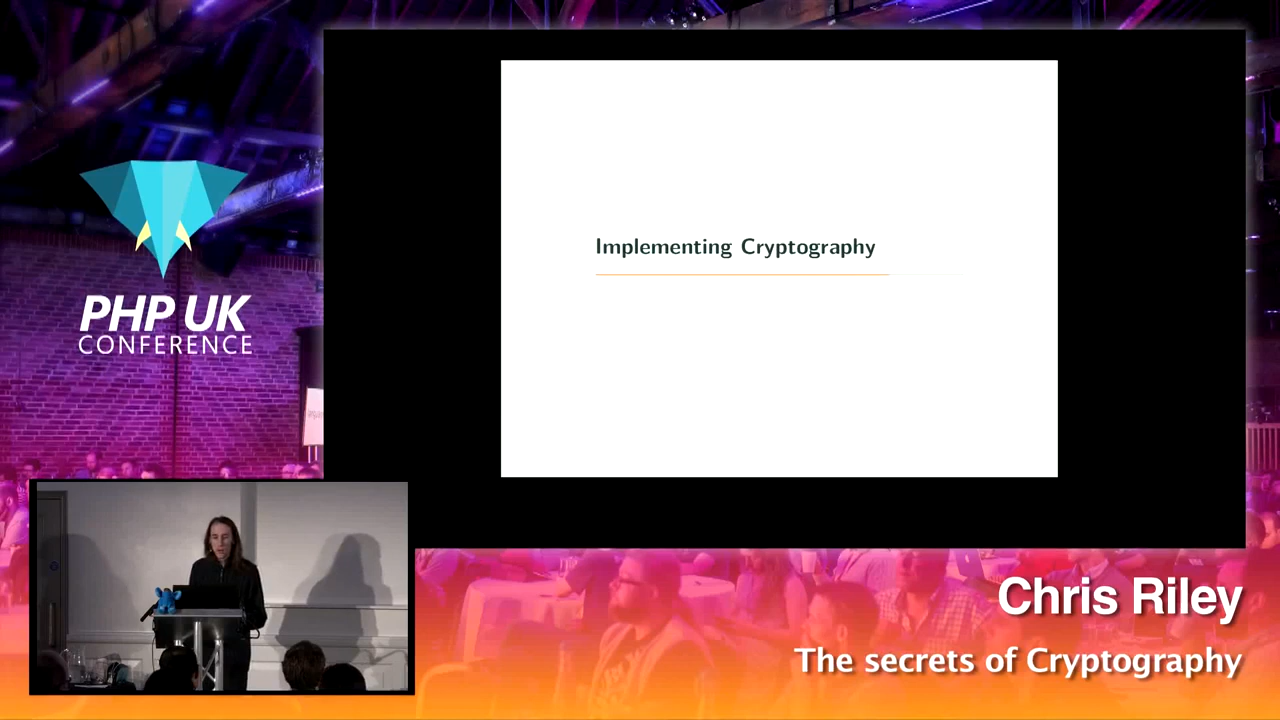 Implementing Cryptography
PHP UK
CONFERENCE
Chris Riley
The secrets of Cryptography